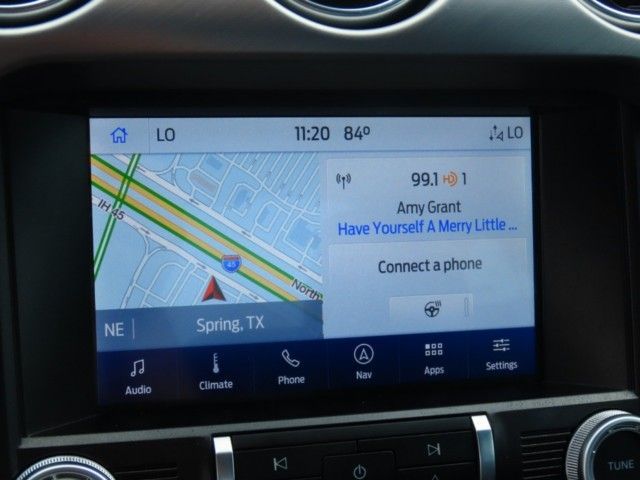 LO 11:20 84° LO
IH 45
45
North
NE Spring, TX
99.1 HD 1
Amy Grant
Have Yourself A Merry Little ...
Connect a phone
Audio Climate Phone Nav Apps Settings
TUNE